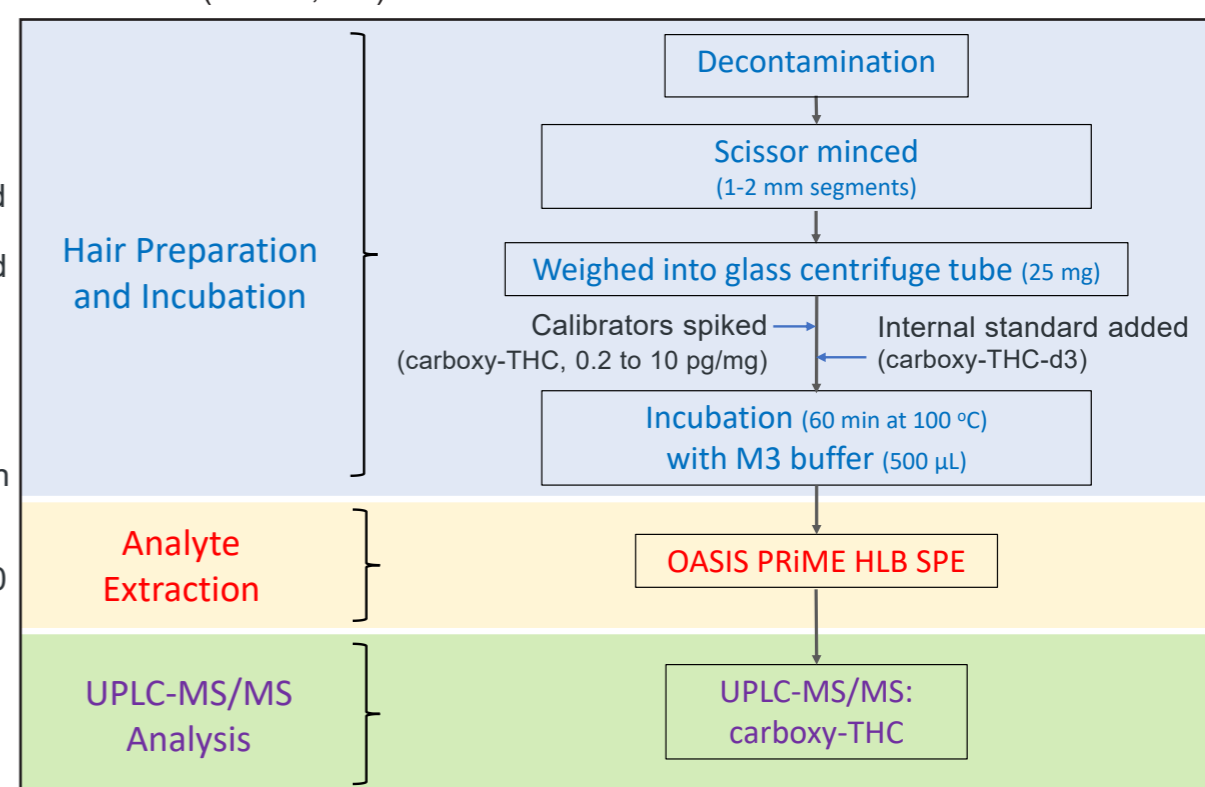 Decontamination
Scissor minced
(1-2 mm segments)
Hair Preparation
and Incubation
Weighed into glass centrifuge tube (25 mg)
Calibrators spiked
(carboxy-THC, 0.2 to 10 pg/mg)
Internal standard added
(carboxy-THC-d3)
Incubation (60 min at 100 °C)
with M3 buffer (500 µL)
Analyte
Extraction
OASIS PRiME HLB SPE
UPLC-MS/MS
Analysis
UPLC-MS/MS:
carboxy-THC